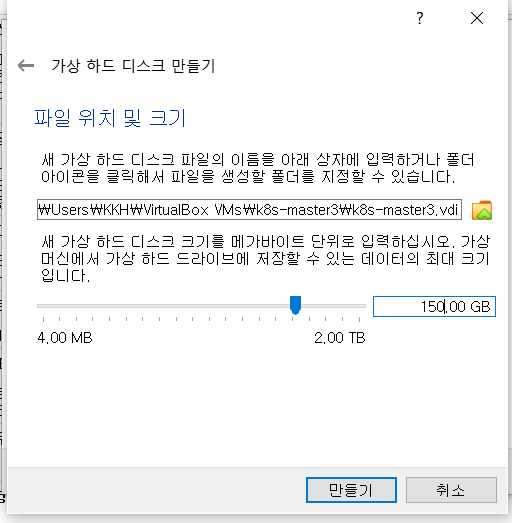 ?
가상 하드 디스크 만들기
파일 위치 및 크기
새 가상 하드 디스크 파일의 이름을 아래 상자에 입력하거나 폴더
아이콘을 클릭해서 파일을 생성할 폴더를 지정할 수 있습니다.
₩Users₩KKH₩VirtualBox VMs₩k8s-master3₩k8s-master3.vdi
새 가상 하드 디스크 크기를 메가바이트 단위로 입력하십시오. 가상
머신에서 가상 하드 드라이브에 저장할 수 있는 데이터의 최대 크기
입니다.
150.00 GB
4.00 MB 2.00 TB
만들기 취소